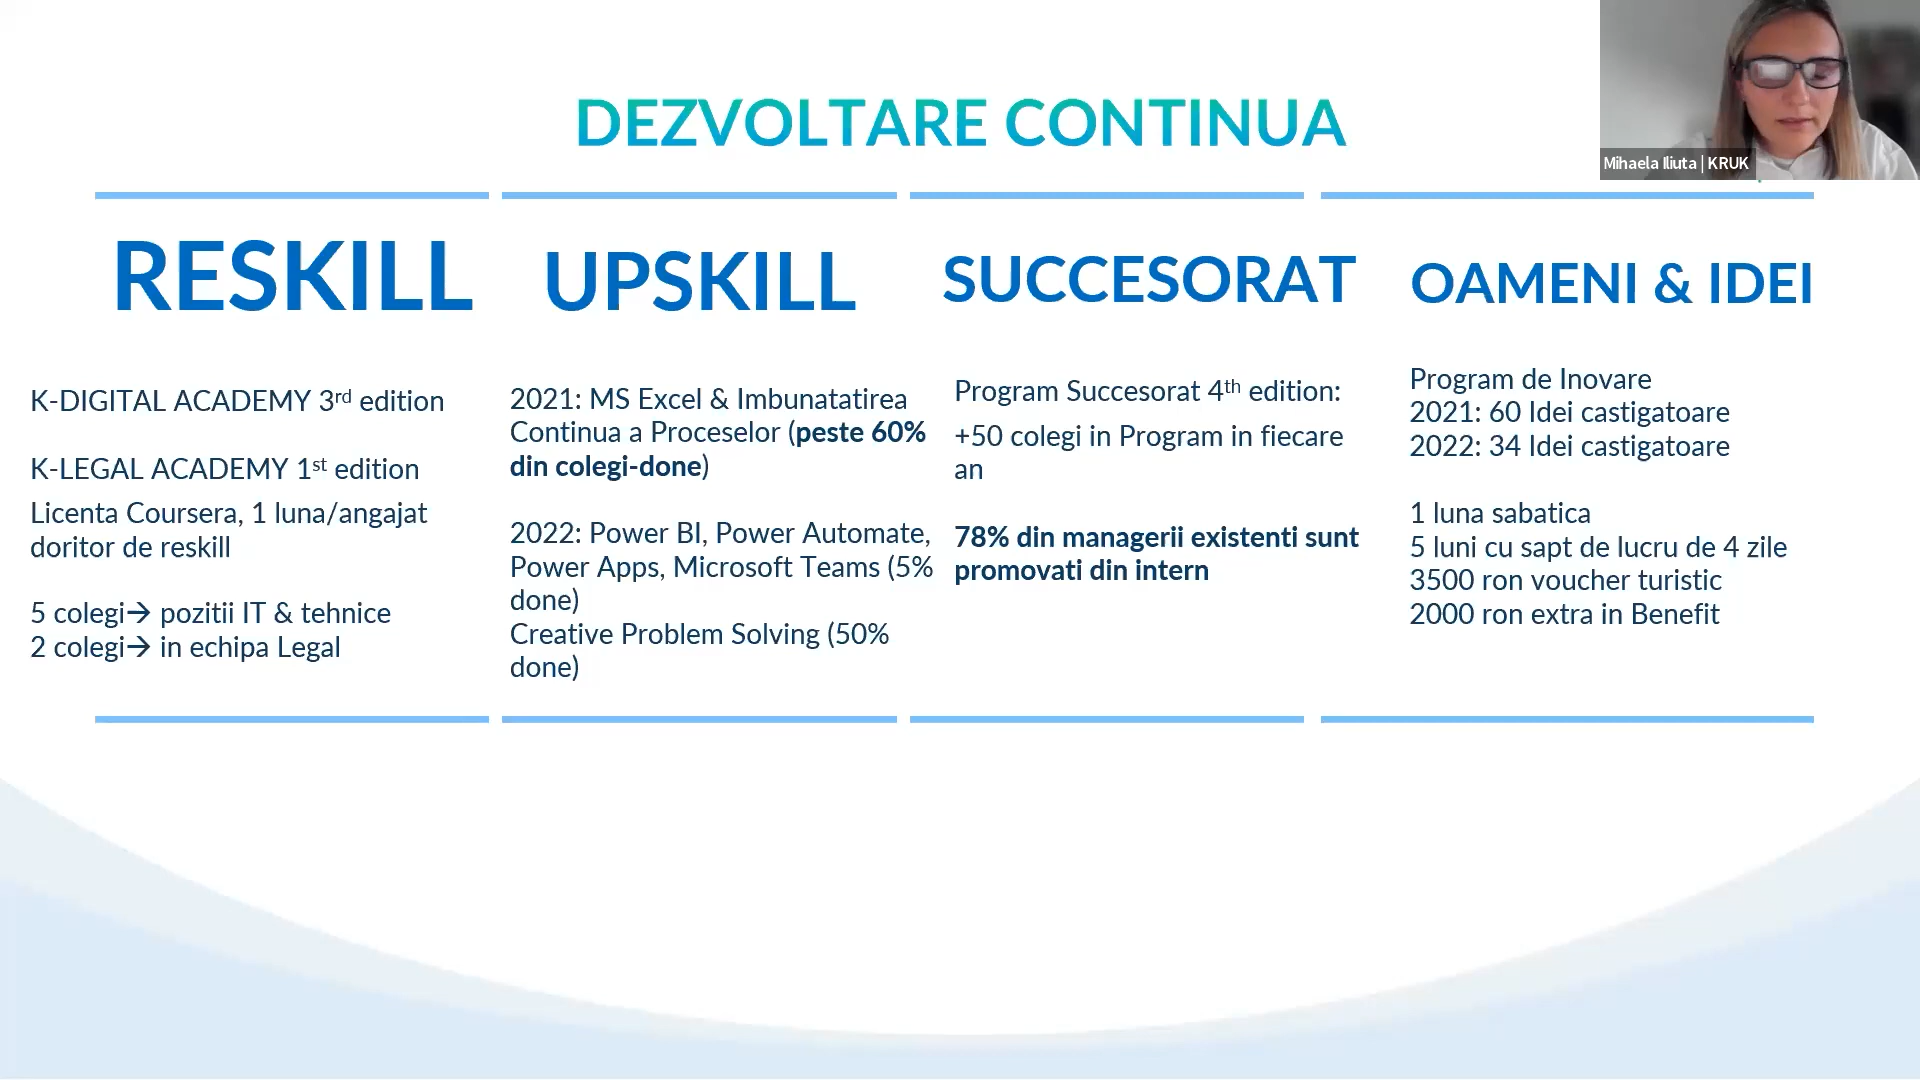 DEZVOLTARE CONTINUA
Mihaela Iliuta | KRUK
RESKILL
K-DIGITAL ACADEMY 3rd edition
K-LEGAL ACADEMY 1st edition
Licenta Coursera, 1 luna/angajat
doritor de reskill
5 colegi→ pozitii IT & tehnice
2 colegi→ in echipa Legal
UPSKILL
2021: MS Excel & Imbunatatirea
Continua a Proceselor (peste 60%
din colegi-done)
2022: Power BI, Power Automate,
Power Apps, Microsoft Teams (5%
done)
Creative Problem Solving (50%
done)
SUCCESORAT
Program Succesorat 4th edition:
+50 colegi in Program in fiecare
an
78% din managerii existenti sunt
promovati din intern
OAMENI & IDEI
Program de Inovare
2021: 60 Idei castigatoare
2022: 34 Idei castigatoare
1 luna sabatica
5 luni cu sapt de lucru de 4 zile
3500 ron voucher turistic
2000 ron extra in Benefit